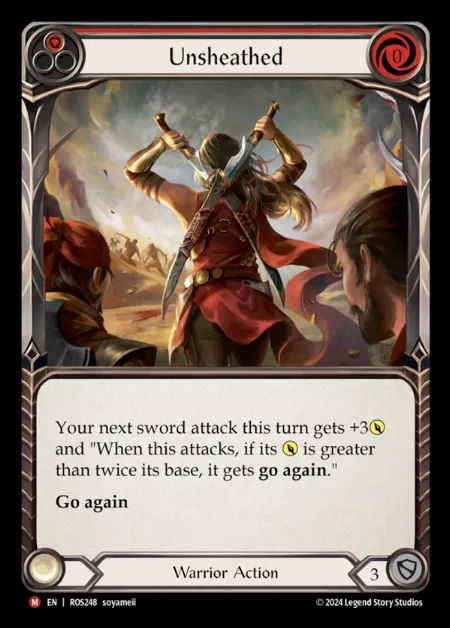 Unsheathed
0
Your next sword attack this turn gets +3
and "When this attacks, if its is greater
than twice its base, it gets go again."
Go again
Warrior Action
3
M EN | ROS248 soyameii
© 2024 Legend Story Studios